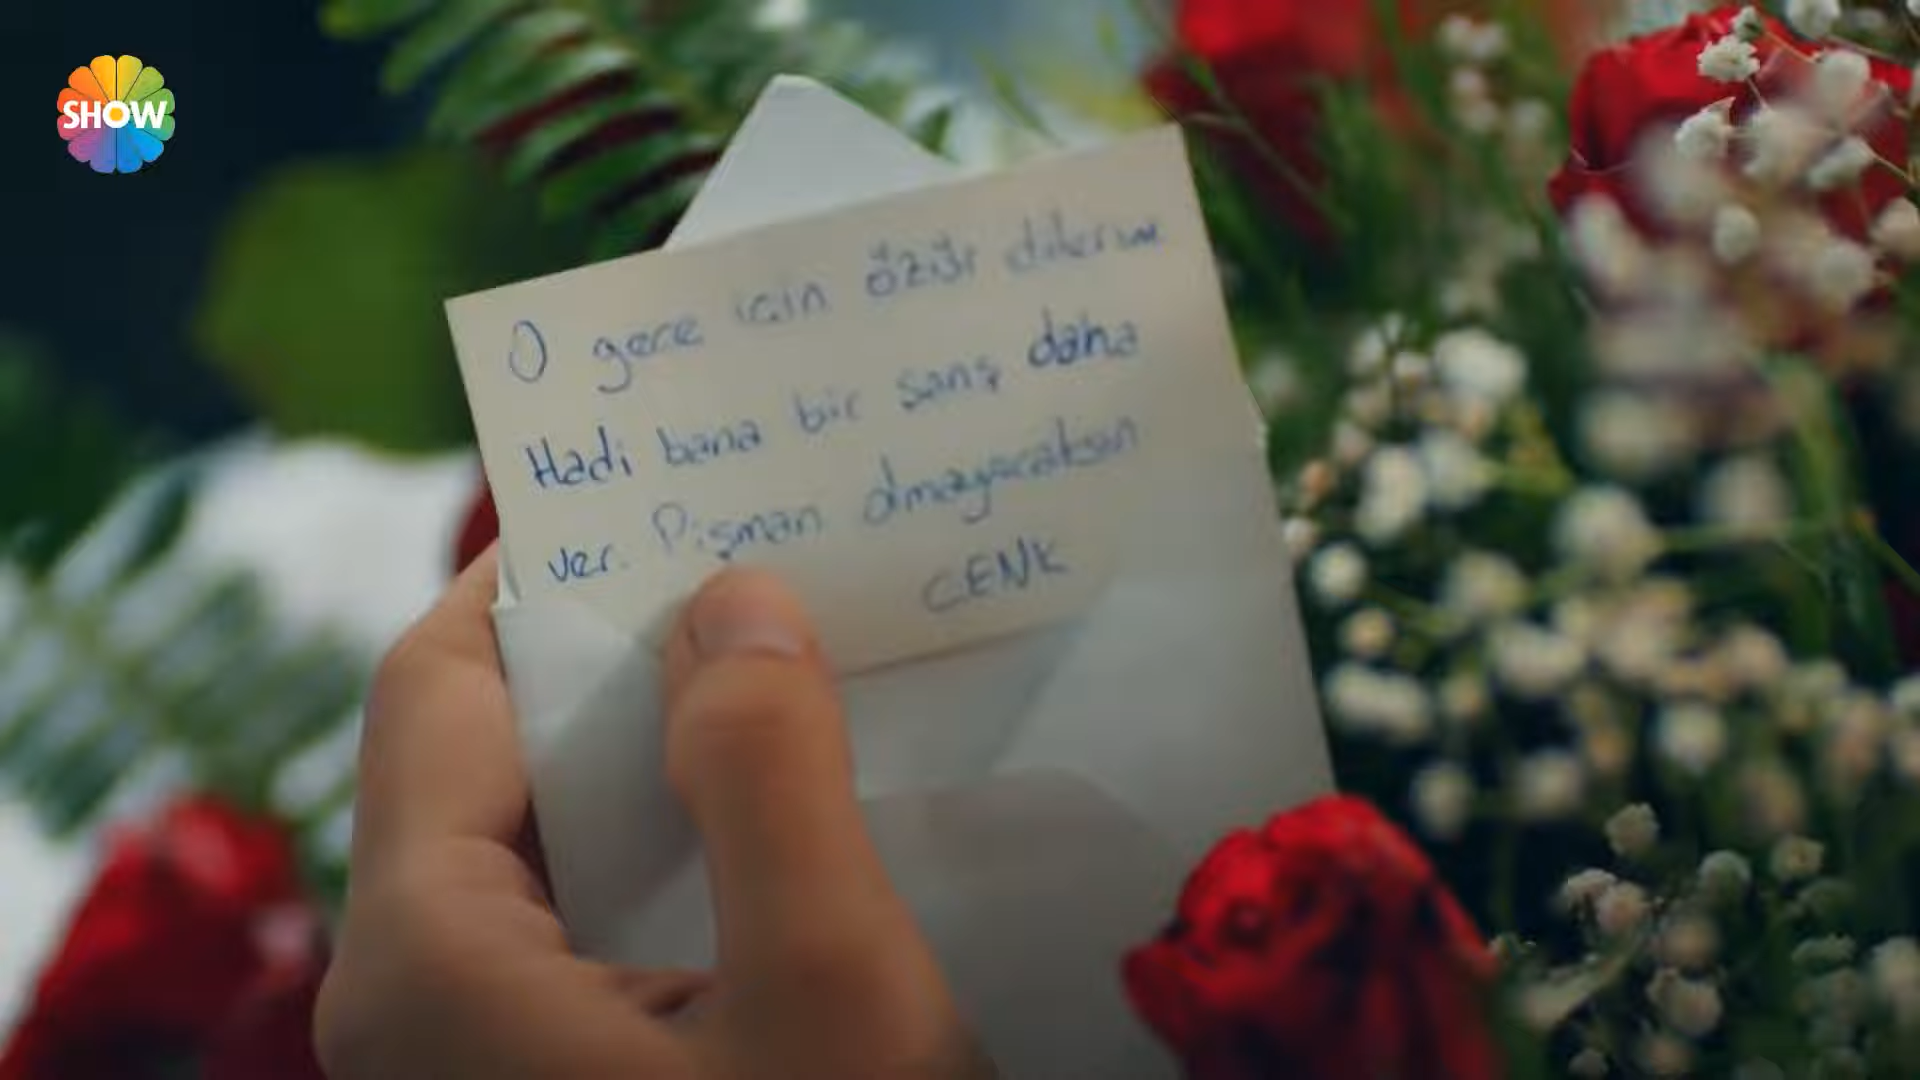 SHOW
O gece için özür dilerim
Hadi bana bir şans daha
ver. Pişman olmayacaksın
CENK